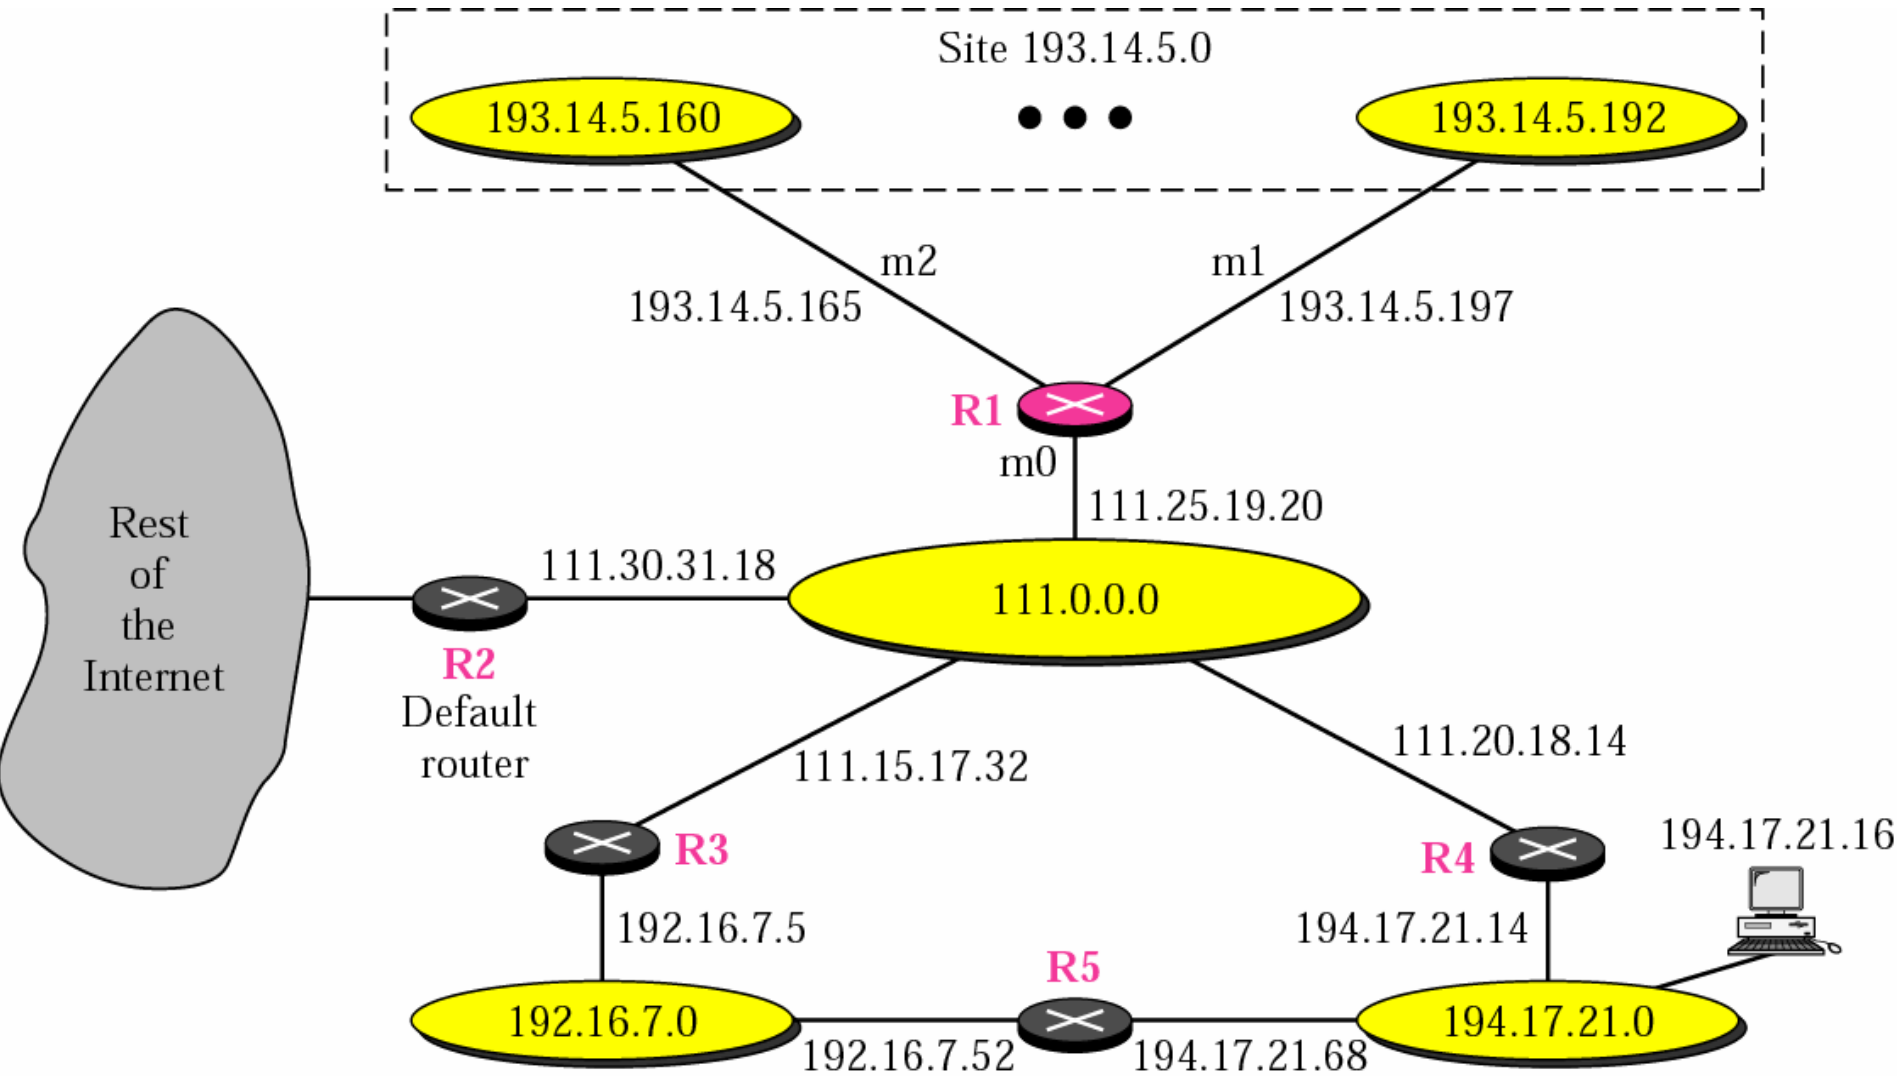 Site 193.14.5.0
193.14.5.160
193.14.5.192
m2
m1
193.14.5.165
193.14.5.197
R1
m0
111.25.19.20
Rest
of
the
Internet
111.30.31.18
111.0.0.0
R2
Default
router
111.15.17.32
111.20.18.14
R3
R4
194.17.21.16
192.16.7.5
194.17.21.14
R5
192.16.7.0
194.17.21.0
192.16.7.52
194.17.21.68